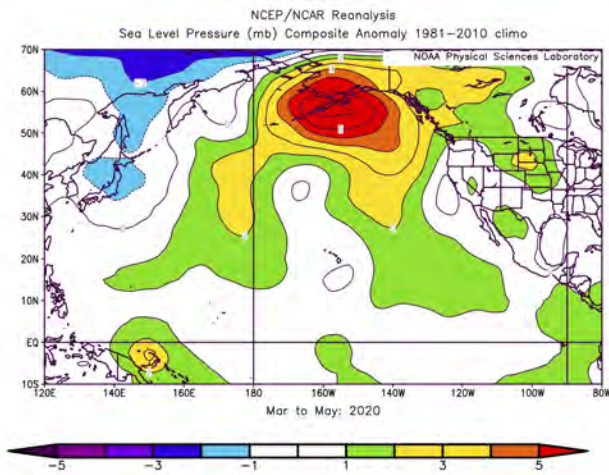 NCEP/NCAR Reanalysis
Sea Level Pressure (mb) Composite Anomaly 1981−2010 climo
NOAA Physical Sciences Laboratory
70N
60N
50N
40N
30N
20N
10N
EQ
10S
120E 140E 160E 180 160W 140W 120W 100W 80W
Mar to May: 2020
−5 −3 −1 1 3 5